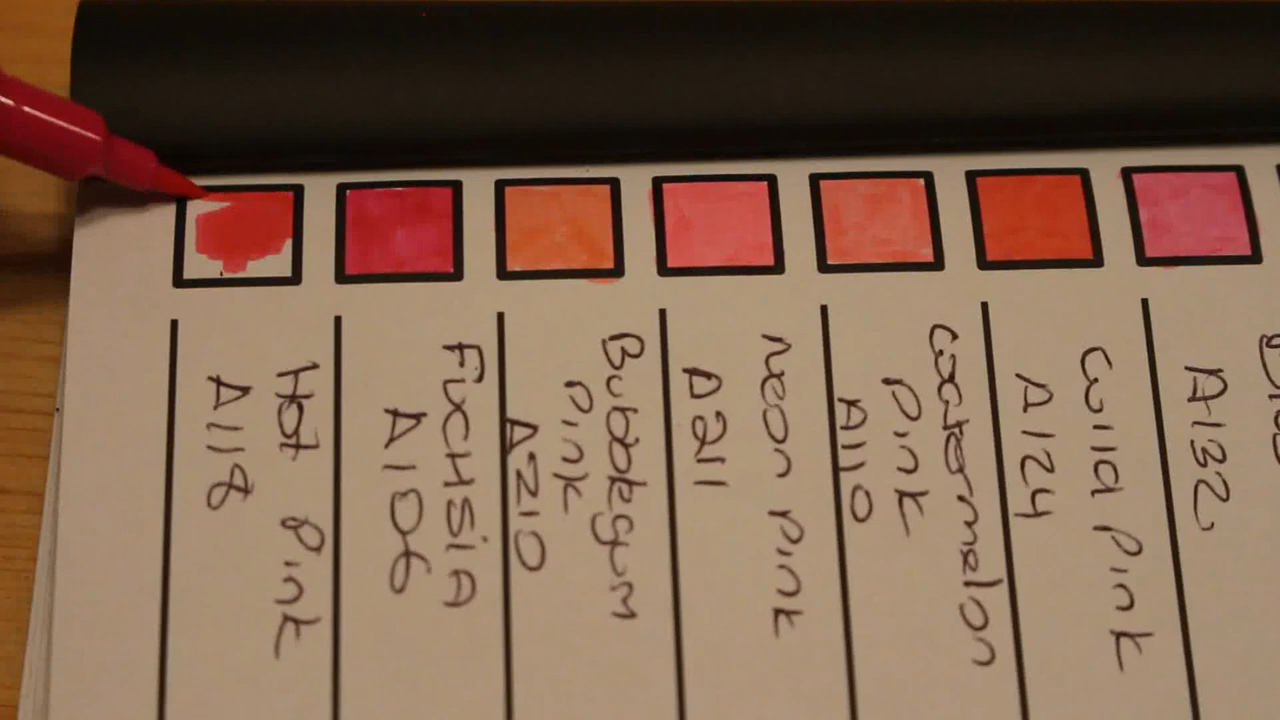 A132
Wild Pink
A124
Watermelon
Pink
A110
Neon Pink
A211
Bubblegum
Pink
A210
FUCHSiA
A106
Hot Pink
A118